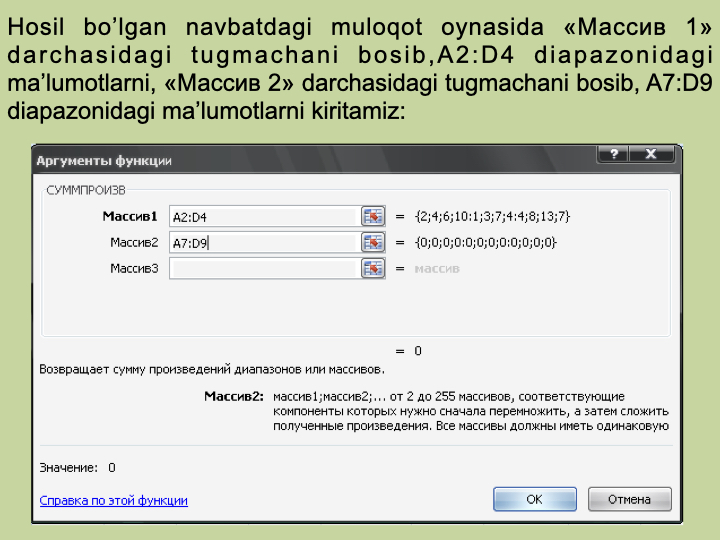 Hosil bo’lgan navbatdagi muloqot oynasida «Массив 1»
darchasidagi tugmachani bosib,A2:D4 diapazonidagi
ma’lumotlarni, «Массив 2» darchasidagi tugmachani bosib, A7:D9
diapazonidagi ma’lumotlarni kiritamiz:
Аргументы функции
? X
СУММПРОИЗВ
Массив1 A2:D4 = {2;4;6;10:1;3;7;4:4;8;13;7}
Массив2 A7:D9 = {0;0;0;0:0;0;0;0:0;0;0;0}
Массив3 = массив
= 0
Возвращает сумму произведений диапазонов или массивов.
Массив2: массив1;массив2;... от 2 до 255 массивов, соответствующие
компоненты которых нужно сначала перемножить, а затем сложить
полученные произведения. Все массивы должны иметь одинаковую
Значение: 0
Справка по этой функции
ОК Отмена